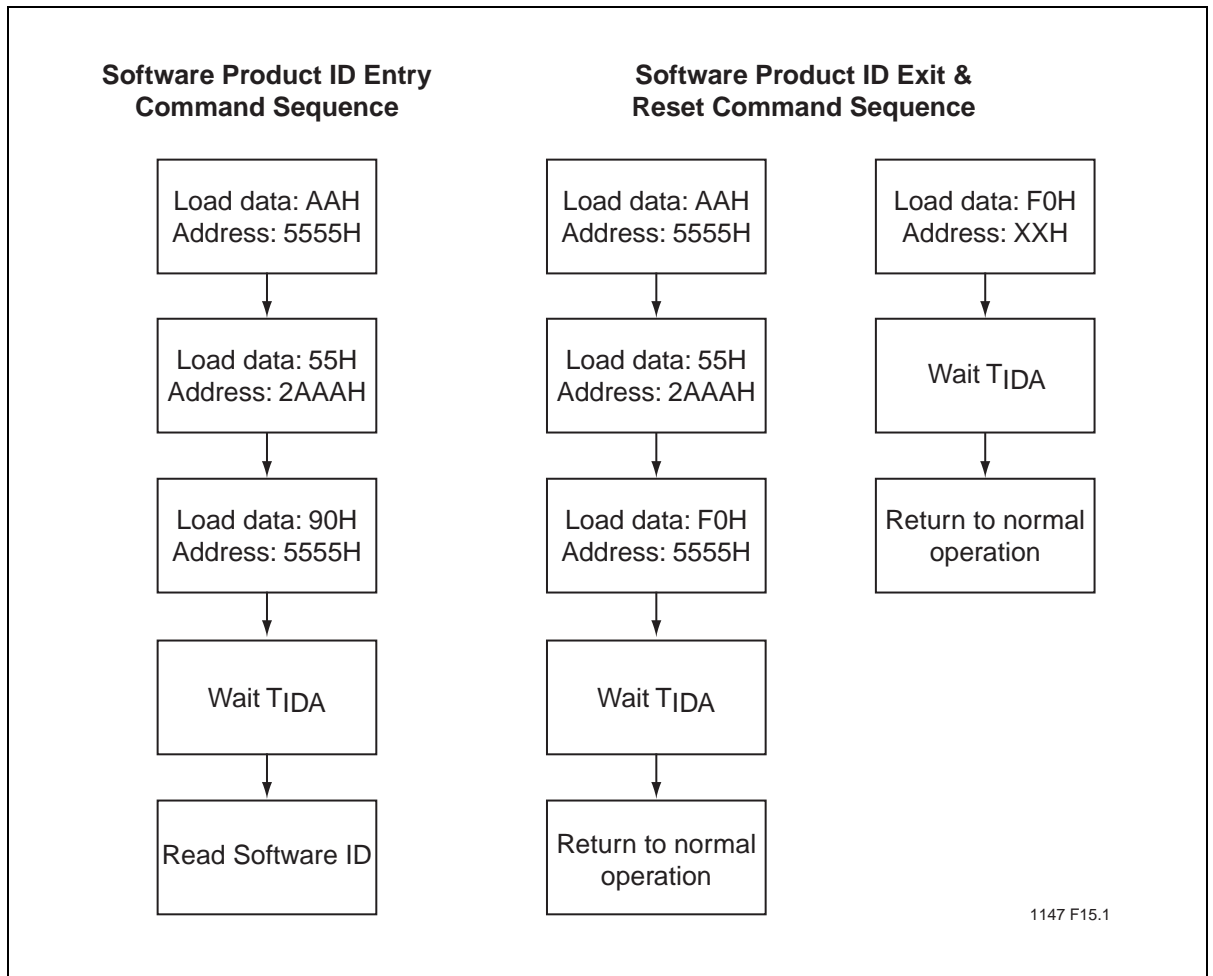 Software Product ID Entry
Command Sequence
Load data: AAH
Address: 5555H
Load data: 55H
Address: 2AAAH
Load data: 90H
Address: 5555H
Wait TIDA
Read Software ID
Software Product ID Exit &
Reset Command Sequence
Load data: AAH
Address: 5555H
Load data: 55H
Address: 2AAAH
Load data: F0H
Address: 5555H
Wait TIDA
Return to normal
operation
Load data: F0H
Address: XXH
Wait TIDA
Return to normal
operation
1147 F15.1